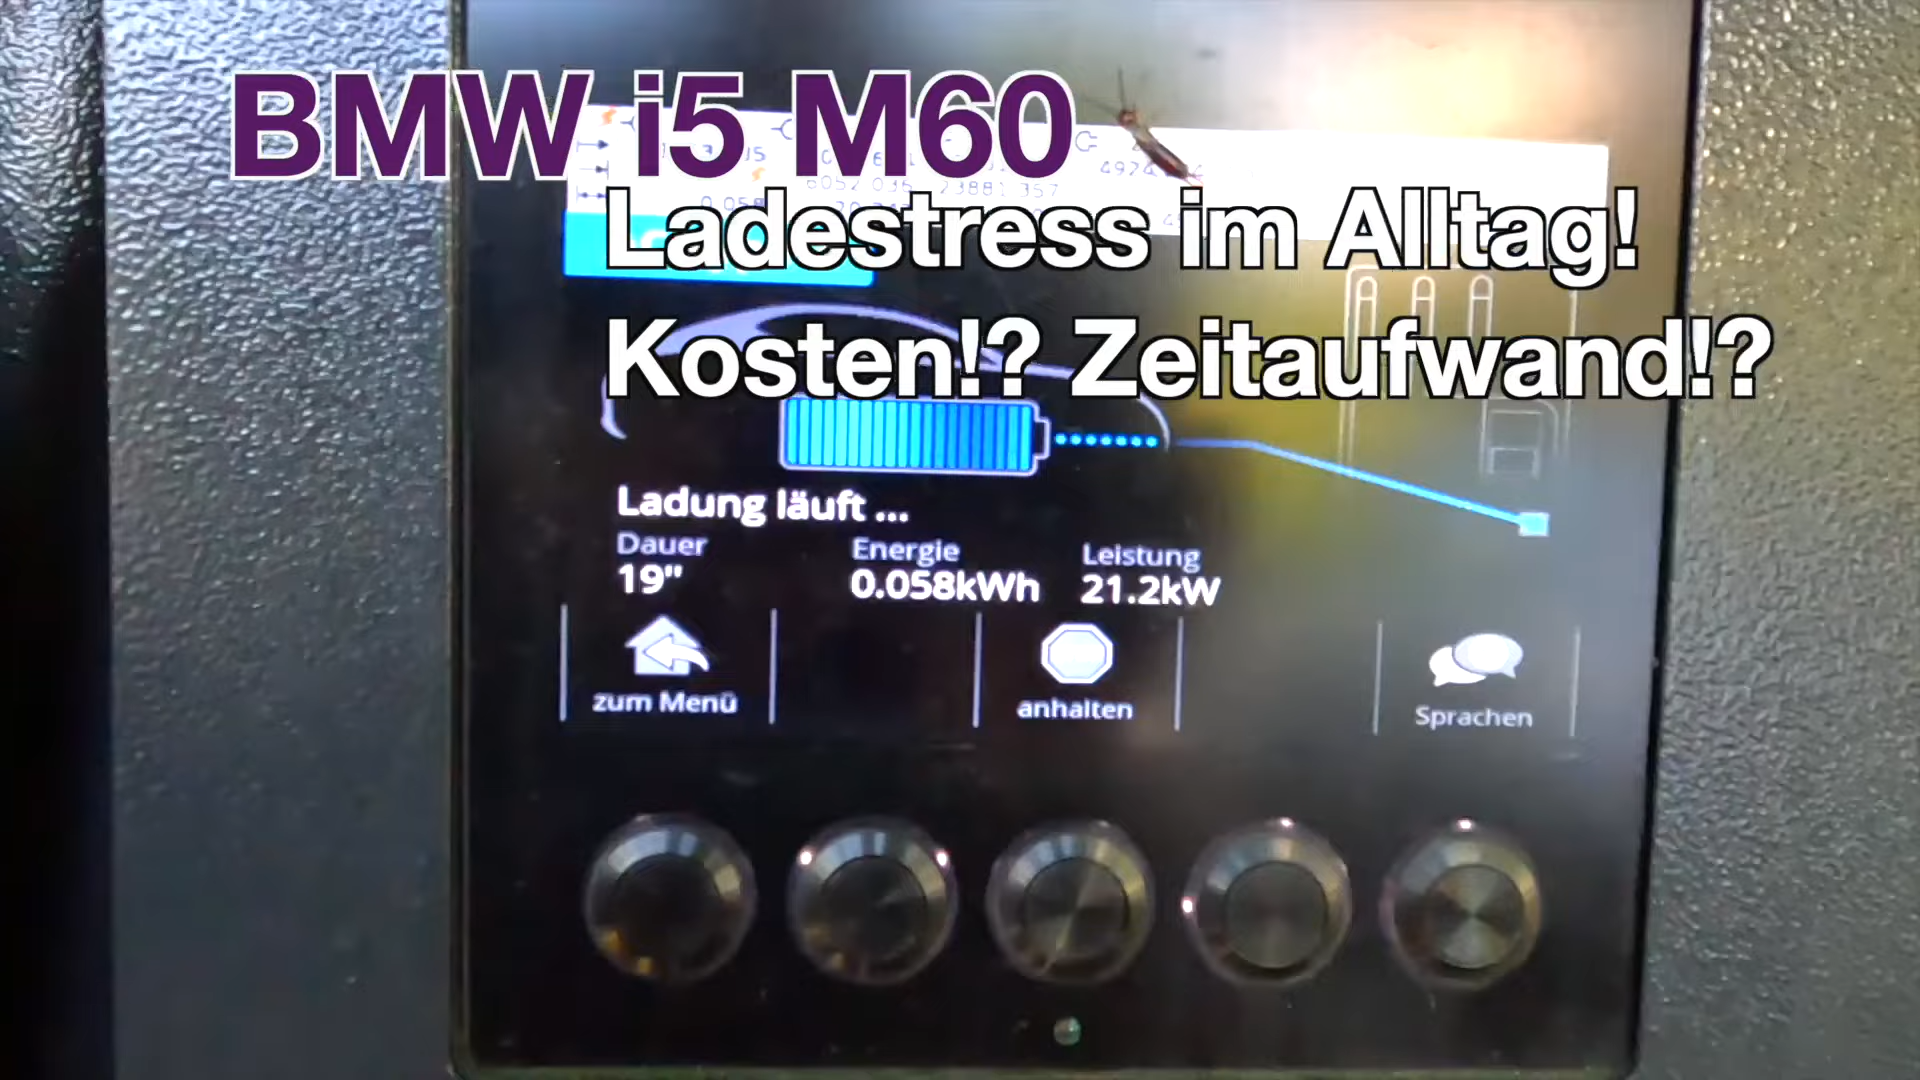 BMW i5 M60
Ladestress im Alltag!
Kosten!? Zeitaufwand!?
Ladung läuft ...
Dauer Energie Leistung
19" 0.058kWh 21.2kW
zum Menü anhalten Sprachen